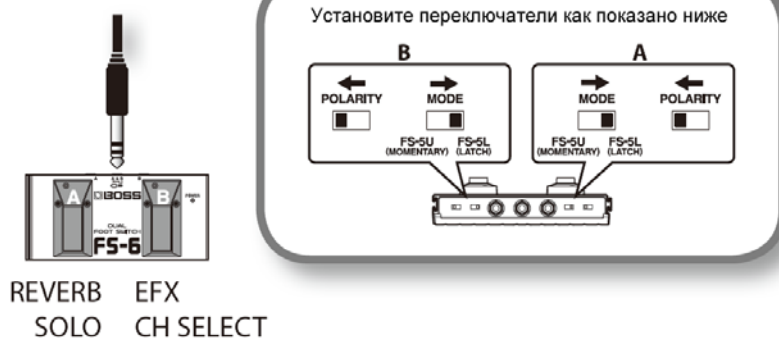 Установите переключатели как показано ниже
B A
POLARITY MODE MODE POLARITY
FS-5U FS-5L FS-5U FS-5L
(MOMENTARY) (LATCH) (MOMENTARY) (LATCH)
A BOSS B
DUAL
FOOT SWITCH
FS-6
REVERB EFX
SOLO CH SELECT